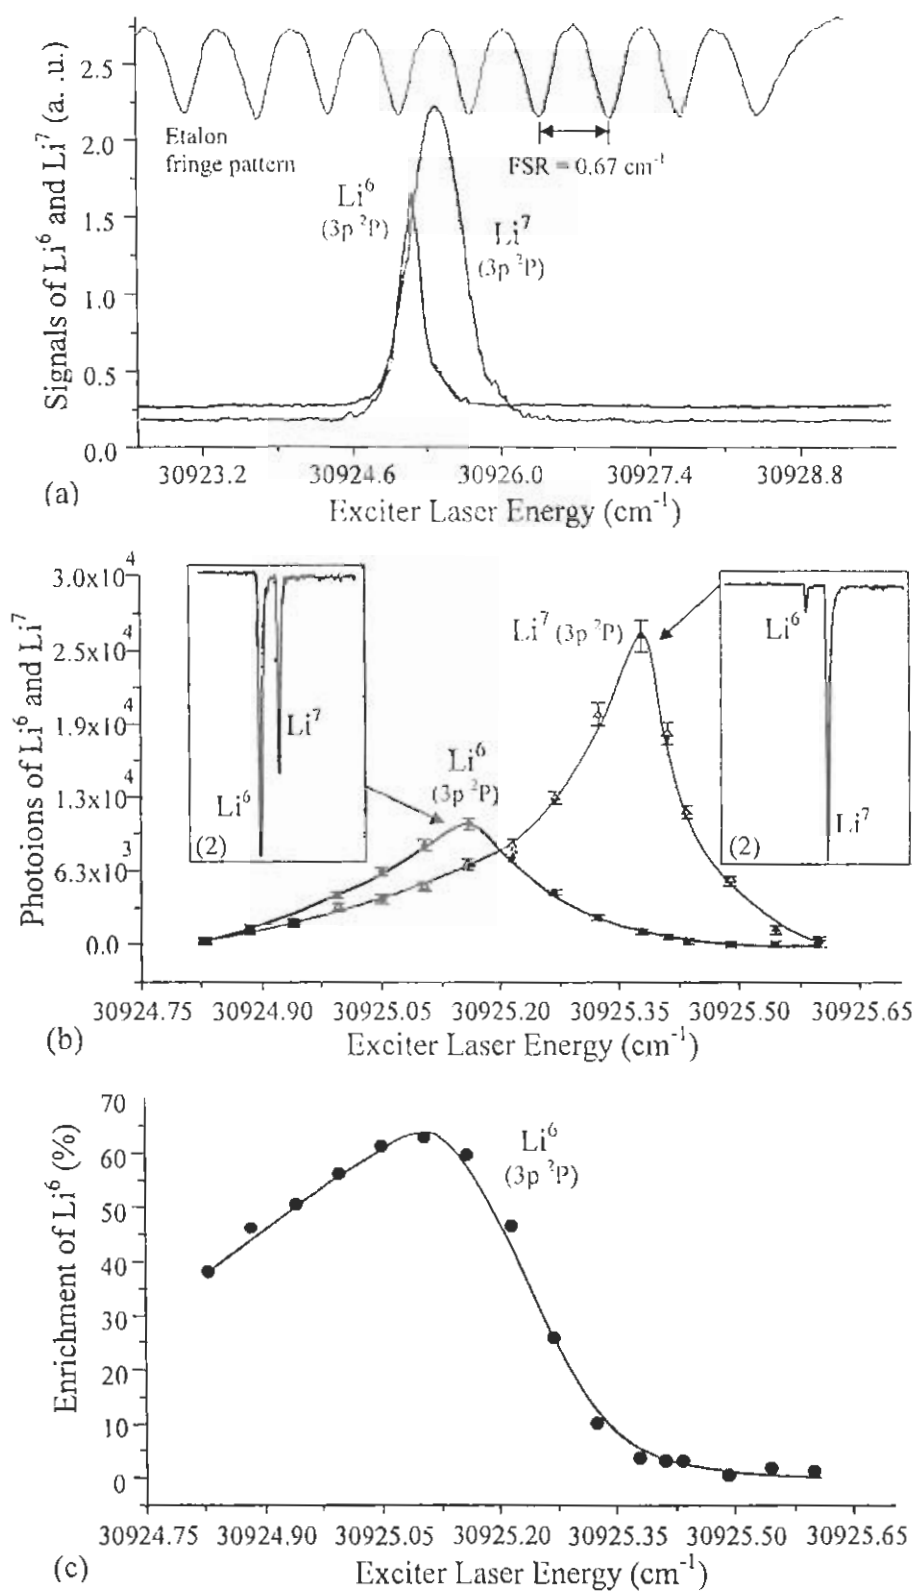 Signals of Li⁶ and Li⁷ (a. .u.)
2.5
2.0
1.5
1.0
0.5
0.0
Etalon
fringe pattern
FSR = 0.67 cm⁻¹
Li⁶
(3p ²P)
Li⁷
(3p ²P)
30923.2 30924.6 30926.0 30927.4 30928.8
(a)
Exciter Laser Energy (cm⁻¹)
Photoions of Li⁶ and Li⁷
3.0x10⁴
2.5x10⁴
1.9x10⁴
1.3x10⁴
6.3x10³
0.0
Li⁶
Li⁷
(2)
Li⁶
(3p ²P)
Li⁷ (3p ²P)
Li⁶
Li⁷
(2)
30924.75 30924.90 30925.05 30925.20 30925.35 30925.50 30925.65
(b)
Exciter Laser Energy (cm⁻¹)
Enrichment of Li⁶ (%)
70
60
50
40
30
20
10
0
Li⁶
(3p ²P)
30924.75 30924.90 30925.05 30925.20 30925.35 30925.50 30925.65
(c)
Exciter Laser Energy (cm⁻¹)